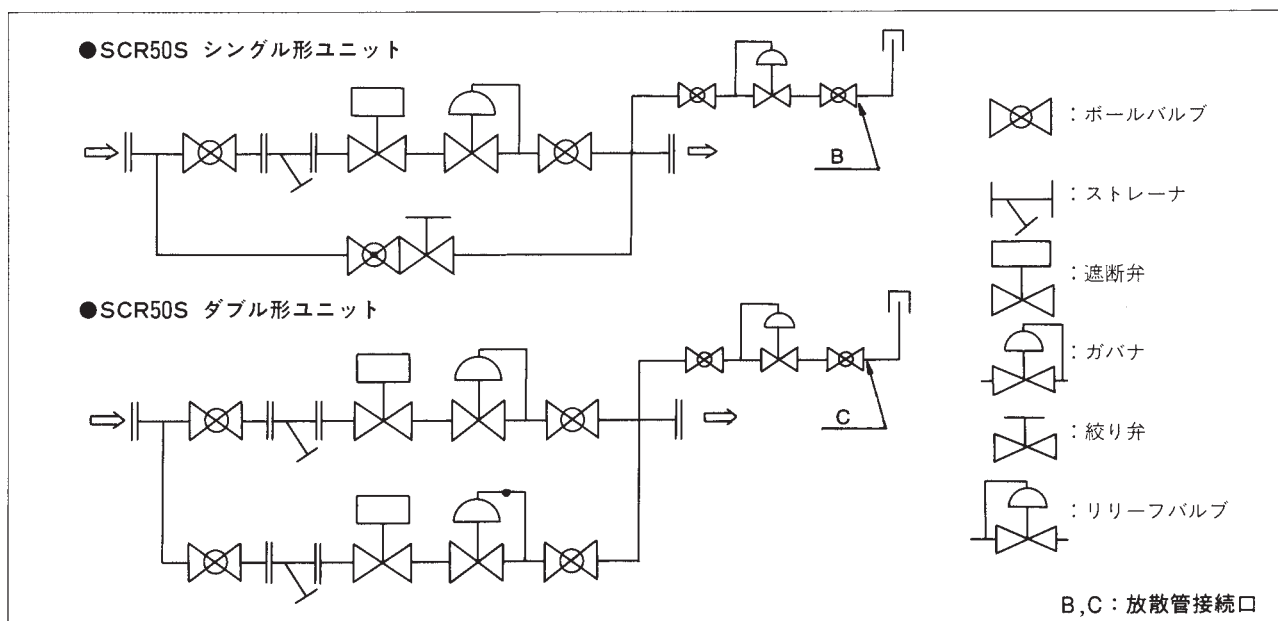 ●SCR50S シングル形ユニット
B
●SCR50S ダブル形ユニット
C
：ボールバルブ
：ストレーナ
：遮断弁
：ガバナ
：絞り弁
：リリーフバルブ
B,C：放散管接続口